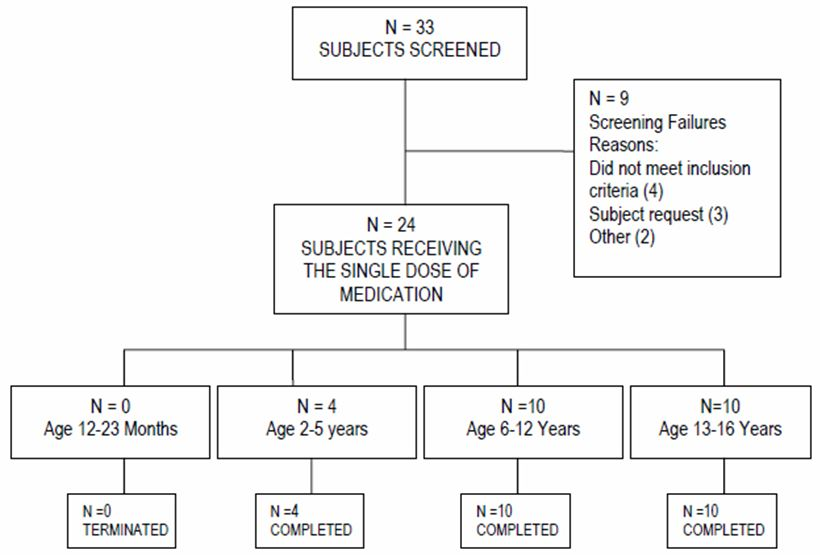 N = 33
SUBJECTS SCREENED
N = 9
Screening Failures
Reasons:
Did not meet inclusion
criteria (4)
Subject request (3)
Other (2)
N = 24
SUBJECTS RECEIVING
THE SINGLE DOSE OF
MEDICATION
N = 0
Age 12-23 Months
N = 4
Age 2-5 years
N =10
Age 6-12 Years
N=10
Age 13-16 Years
N =0
TERMINATED
N =4
COMPLETED
N =10
COMPLETED
N =10
COMPLETED